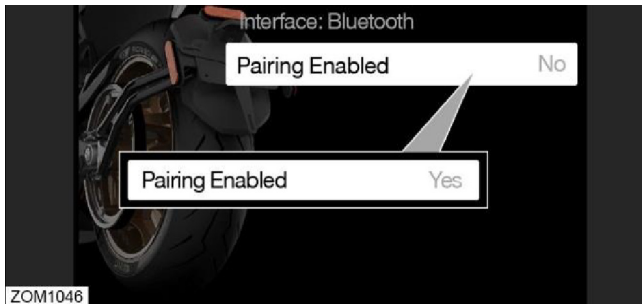 Interface: Bluetooth
Pairing Enabled No
Pairing Enabled Yes
ZOM1046